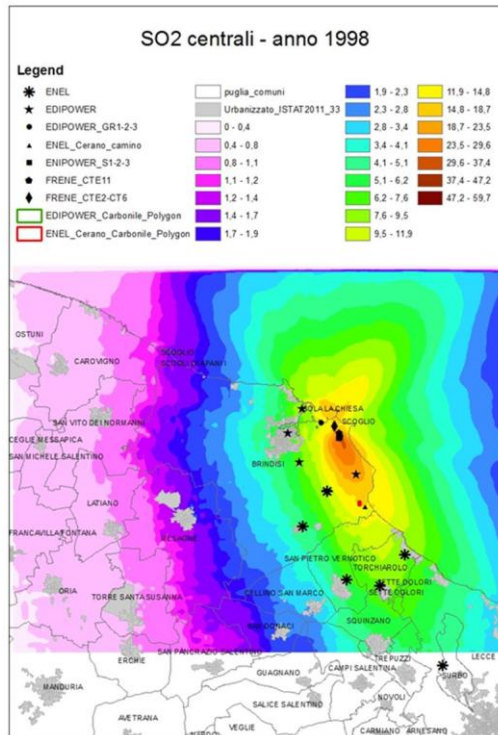 SO2 centrali - anno 1998
Legend
ENEL
EDIPOWER
EDIPOWER_GR1-2-3
ENEL_Cerano_camino
ENIPOWER_S1-2-3
FRENE_CTE11
FRENE_CTE2-CT6
EDIPOWER_Carbonile_Polygon
ENEL_Cerano_Carbonile_Polygon
puglia_comuni
Urbanizzato_ISTAT2011_33
0 - 0,4
0,4 - 0,8
0,8 - 1,1
1,1 - 1,2
1,2 - 1,4
1,4 - 1,7
1,7 - 1,9
1,9 - 2,3
2,3 - 2,8
2,8 - 3,4
3,4 - 4,1
4,1 - 5,1
5,1 - 6,2
6,2 - 7,6
7,6 - 9,5
9,5 - 11,9
11,9 - 14,8
14,8 - 18,7
18,7 - 23,5
23,5 - 29,6
29,6 - 37,4
37,4 - 47,2
47,2 - 59,7
OSTUNI
CAROVIGNO
SCOGLIO
SAN VITO DEI NORMANNI
CEGLIE MESSAPICA
SAN MICHELE SALENTINO
SCOGLIO
BRINDISI
LATIANO
MESAGNE
FRANCAVILLA FONTANA
ORIA
TORRE SANTA SUSANNA
SAN PIETRO VERNOTICO
TORCHIAROLO
CELLINO SAN MARCO
SETTE DOLORI
SETTE DOLORI
SQUINZANO
SAN DONACI
ERCHIE
SAN PANCRAZIO SALENTINO
TREPUZZI
LECCE
SURBO
MANDURIA
GUAGNANO
CAMPI SALENTINA
SALICE SALENTINO
NOVOLI
AVETRANA
VEGLIE
CARMIANO
ARNESANO